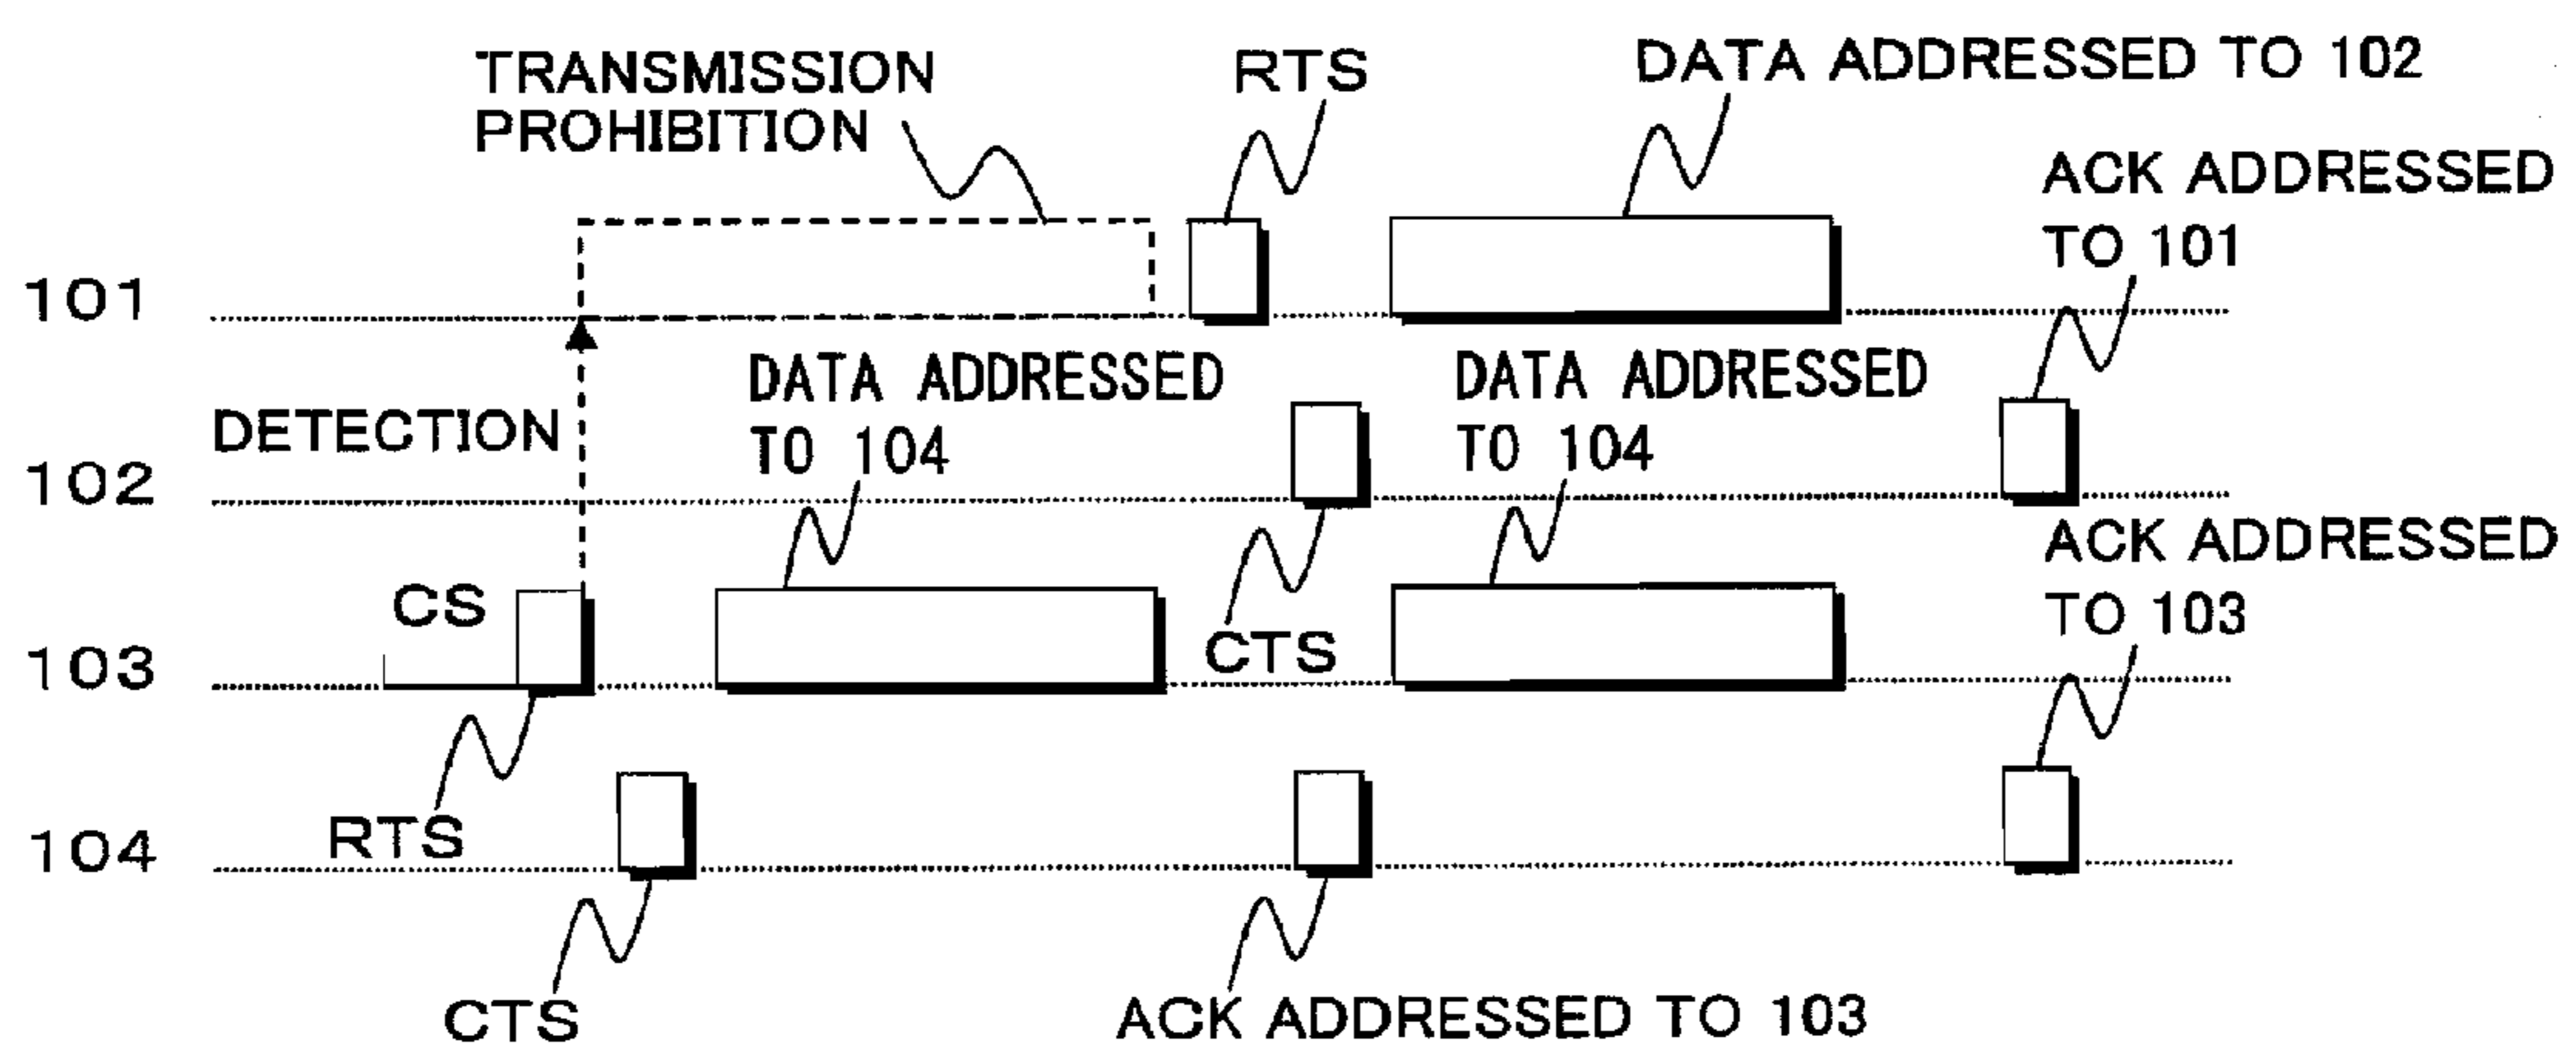 TRANSMISSION
PROHIBITION
RTS
DATA ADDRESSED TO 102
ACK ADDRESSED
TO 101
101
DATA ADDRESSED
TO 104
DATA ADDRESSED
TO 104
DETECTION
102
ACK ADDRESSED
TO 103
CS
CTS
103
RTS
104
CTS
ACK ADDRESSED TO 103